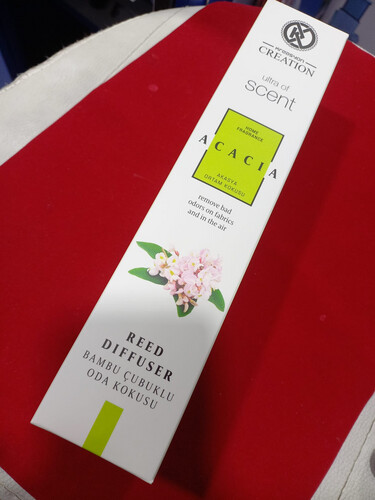 CREATION
ultra of
scent
HOME
FRAGRANCE
ACACIA
AKASYA
ORTAM KOKUSU
remove bad
odors on fabrics
and in the air
REED
DIFFUSER
BAMBU ÇUBUKLU
ODA KOKUSU